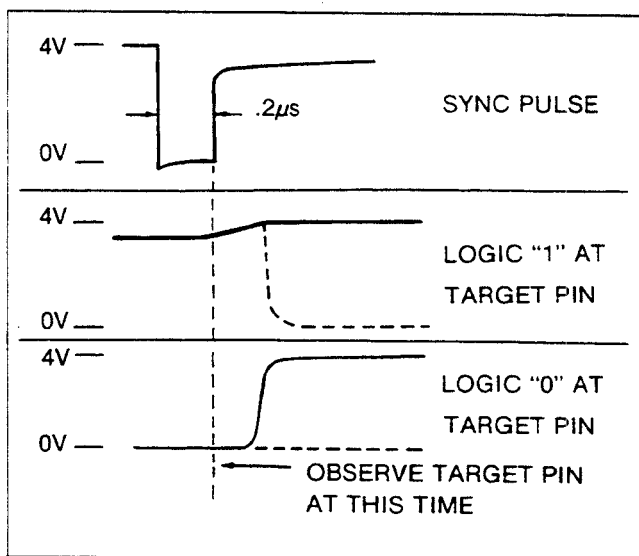 4V
.2µs
SYNC PULSE
0V
4V
LOGIC "1" AT
TARGET PIN
0V
4V
LOGIC "0" AT
TARGET PIN
0V
OBSERVE TARGET PIN
AT THIS TIME